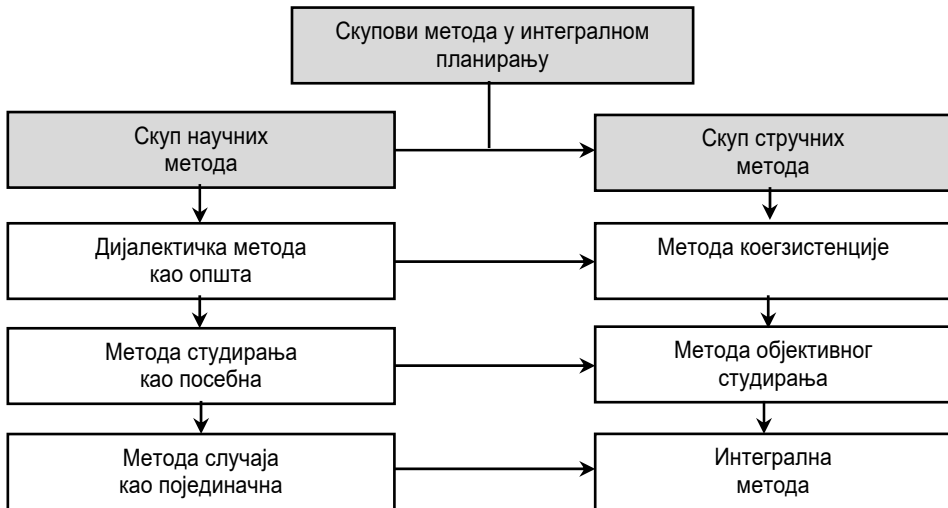 Скупови метода у интегралном
планирању
Скуп научних
метода
Скуп стручних
метода
Дијалектичка метода
као општа
Метода коегзистенције
Метода студирања
као посебна
Метода објективног
студирања
Метода случаја
као појединачна
Интегрална
метода